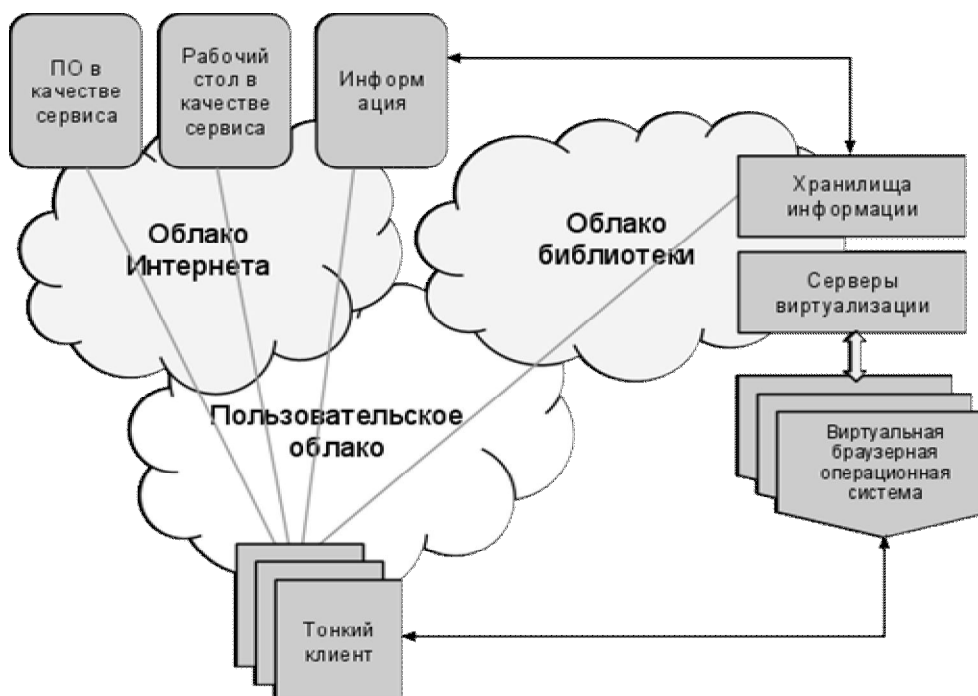 ПО в
качестве
сервиса
Рабочий
стол в
качестве
сервиса
Информ
ация
Хранилища
информации
Облако
Интернета
Облако
библиотеки
Серверы
виртуализации
Пользовательское
облако
Виртуальная
браузерная
операционная
система
Тонкий
клиент